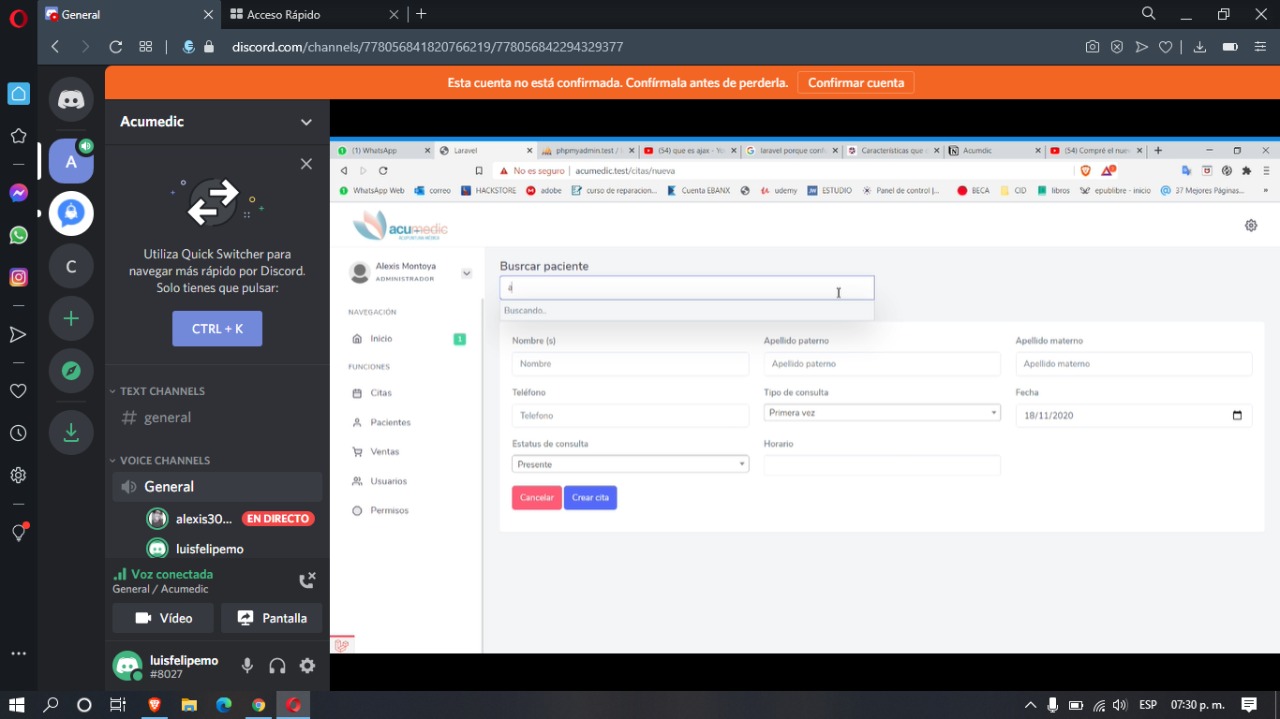 General
Acceso Rápido
discord.com/channels/778056841820766219/778056842294329377
Esta cuenta no está confirmada. Confírmala antes de perderla.
Confirmar cuenta
Acumedic
A
Utiliza Quick Switcher para
navegar más rápido por Discord.
Solo tienes que pulsar:
CTRL + K
C
TEXT CHANNELS
# general
VOICE CHANNELS
General
alexis30... EN DIRECTO
luisfelipemo
Voz conectada
General / Acumedic
Vídeo
Pantalla
luisfelipemo
#8027
(1) WhatsApp
Laravel
phpmyadmin.test /
(54) que es ajax - Yo
laravel porque con
Características que
Acumdic
(54) Compré el nue
No es seguro | acumedic.test/citas/nueva
WhatsApp Web
correo
HACKSTORE
adobe
curso de reparacion...
Cuenta EBANX
udemy
ESTUDIO
Panel de control |...
BECA
CID
libros
epublibre - inicio
37 Mejores Páginas...
»
acumedic
Alexis Montoya
ADMINISTRADOR
NAVEGACIÓN
Inicio 1
FUNCIONES
Citas
Pacientes
Ventas
Usuarios
Permisos
Busrcar paciente
a
Buscando..
Nombre (s)
Apellido paterno
Apellido materno
Nombre
Apellido paterno
Apellido materno
Teléfono
Tipo de consulta
Fecha
Telefono
Primera vez
18/11/2020
Estatus de consulta
Horario
Presente
Cancelar
Crear cita
ESP
07:30 p. m.